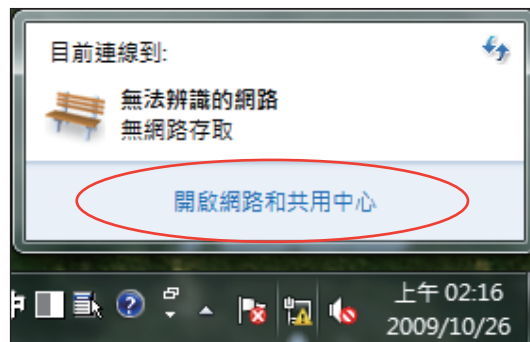 目前連線到:
無法辨識的網路
無網路存取
開啟網路和共用中心
上午 02:16
2009/10/26